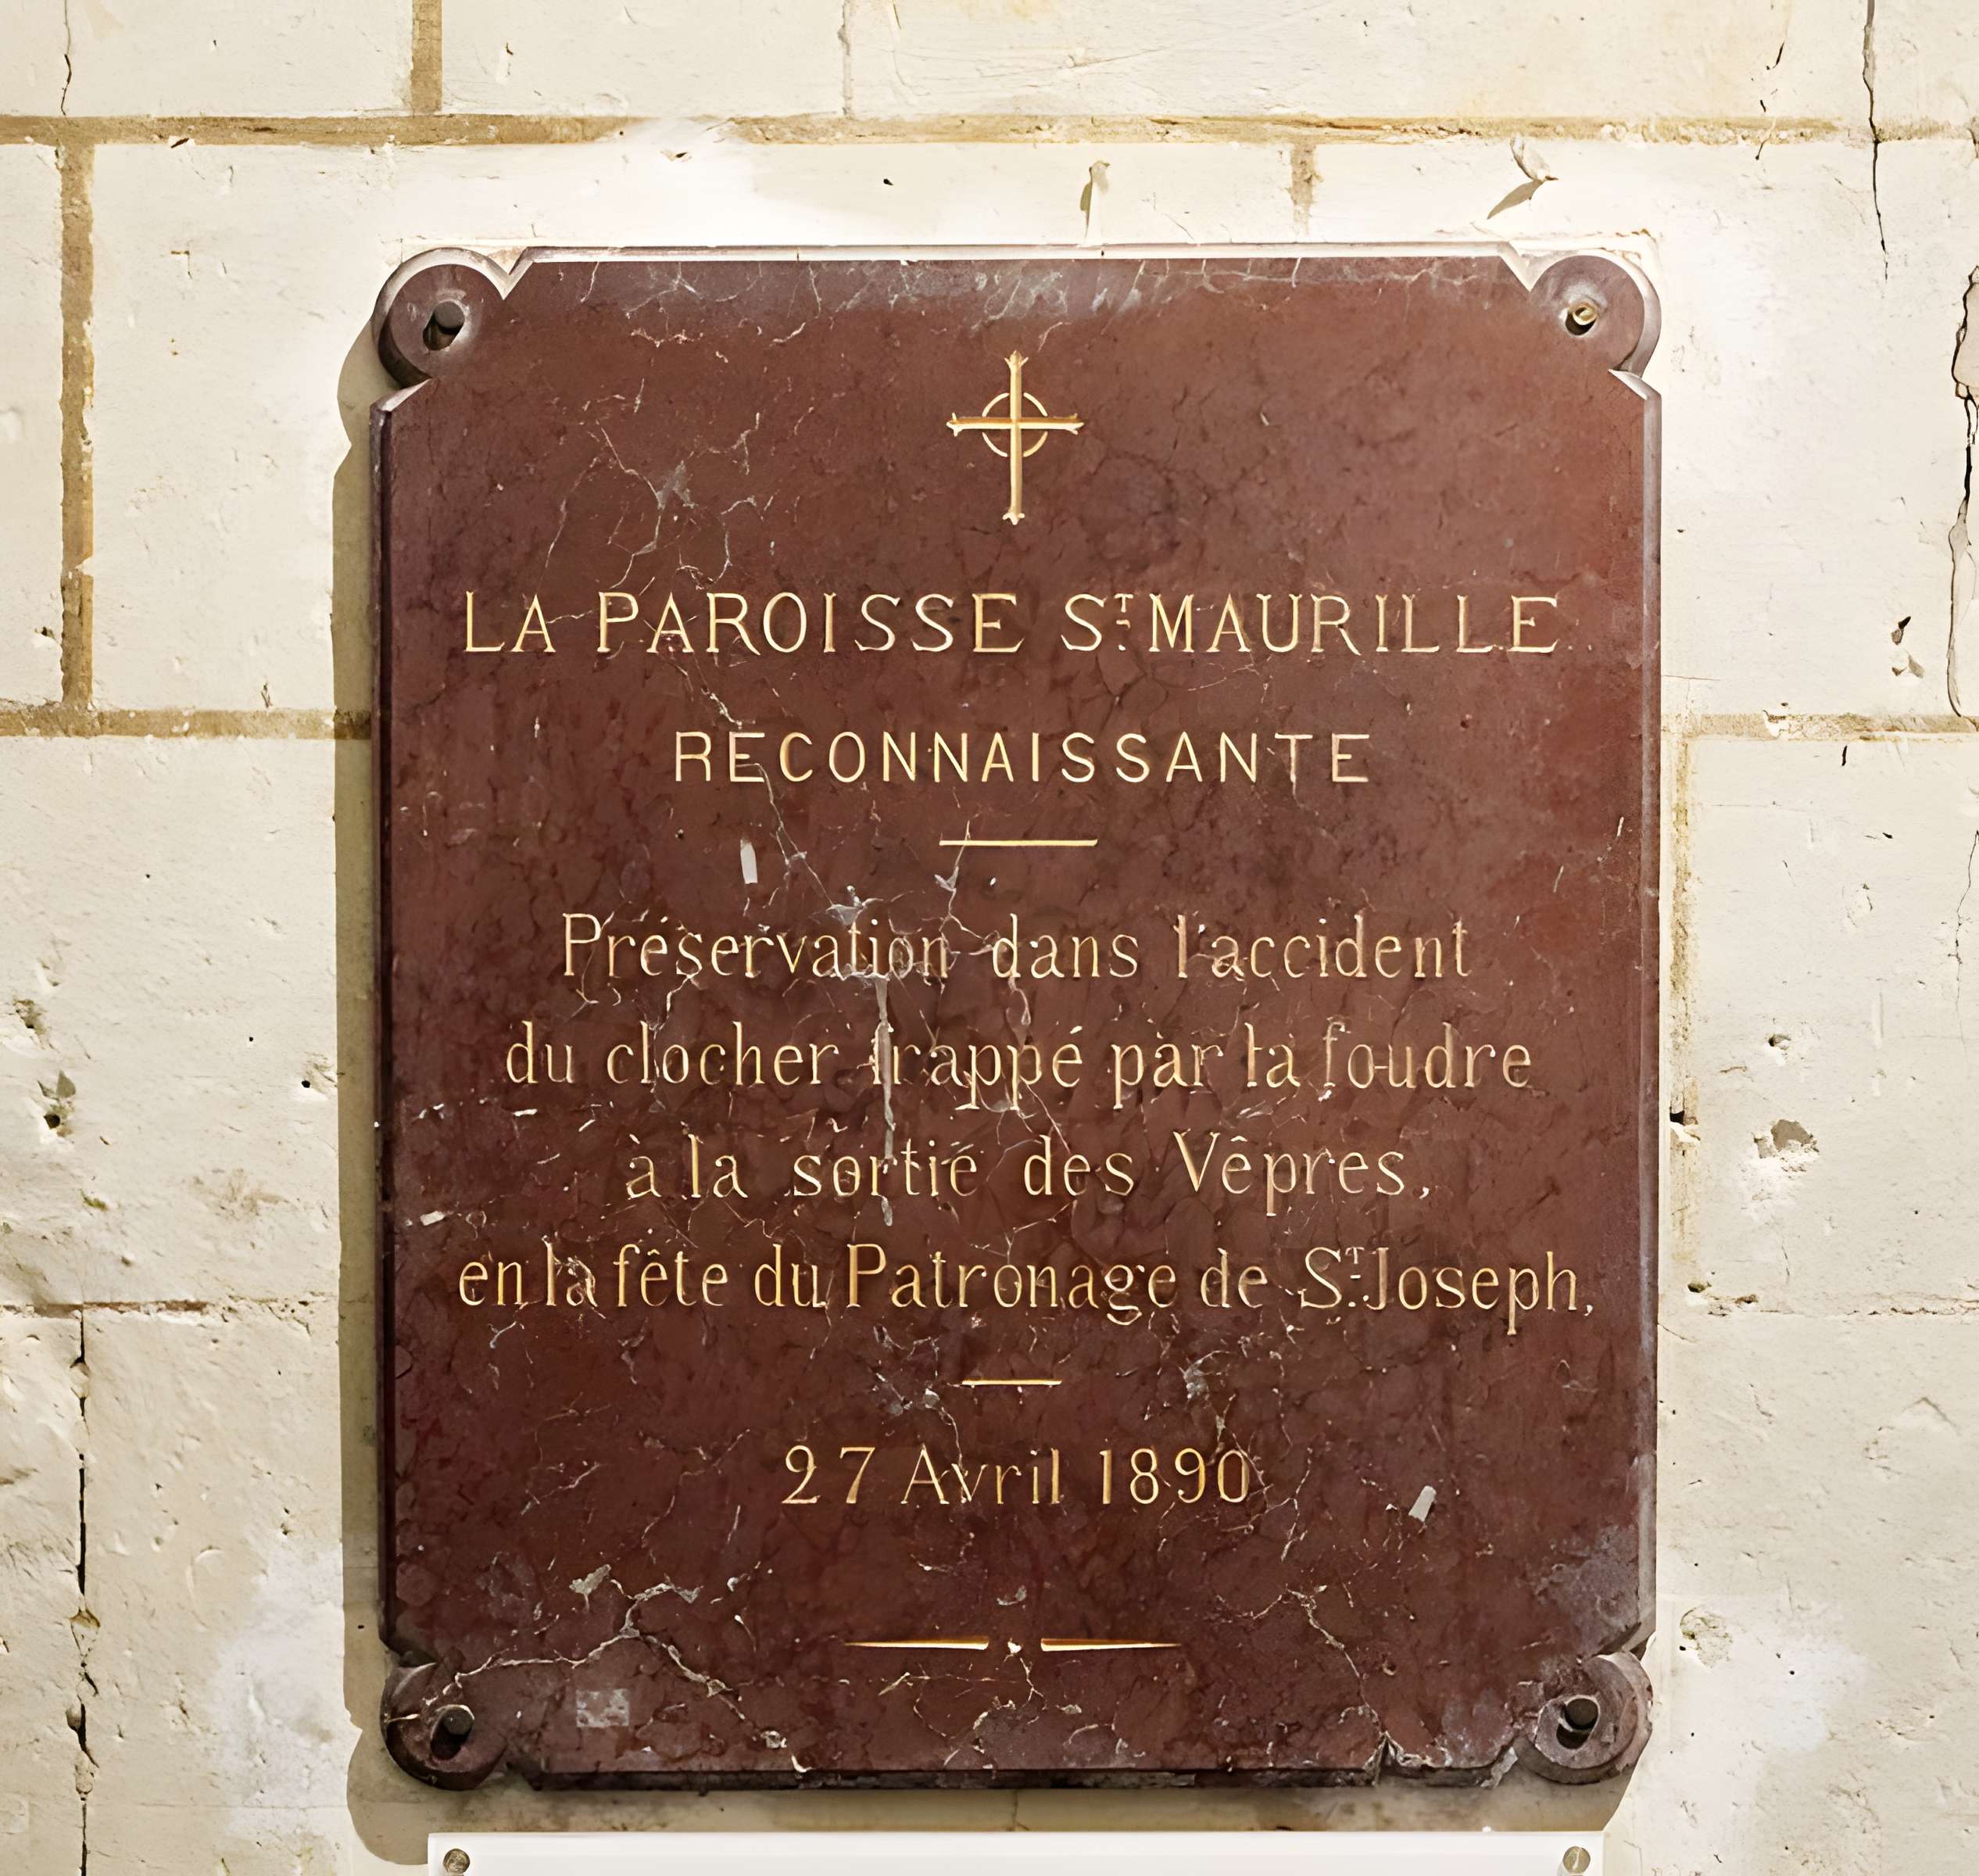 LA PAROISSE ST MAURILLE
RECONNAISSANTE
Préservation dans l'accident
du clocher frappé par la foudre
à la sortie des Vêpres,
en la fête du Patronage de ST Joseph,
27 Avril 1890